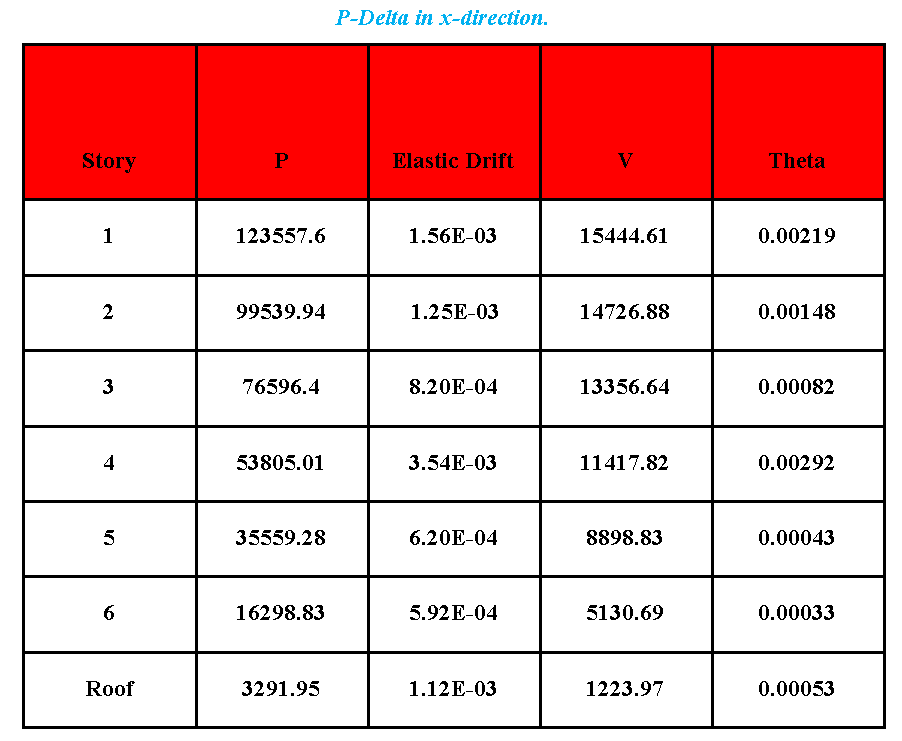 P-Delta in x-direction.
Story P Elastic Drift V Theta
1 123557.6 1.56E-03 15444.61 0.00219
2 99539.94 1.25E-03 14726.88 0.00148
3 76596.4 8.20E-04 13356.64 0.00082
4 53805.01 3.54E-03 11417.82 0.00292
5 35559.28 6.20E-04 8898.83 0.00043
6 16298.83 5.92E-04 5130.69 0.00033
Roof 3291.95 1.12E-03 1223.97 0.00053